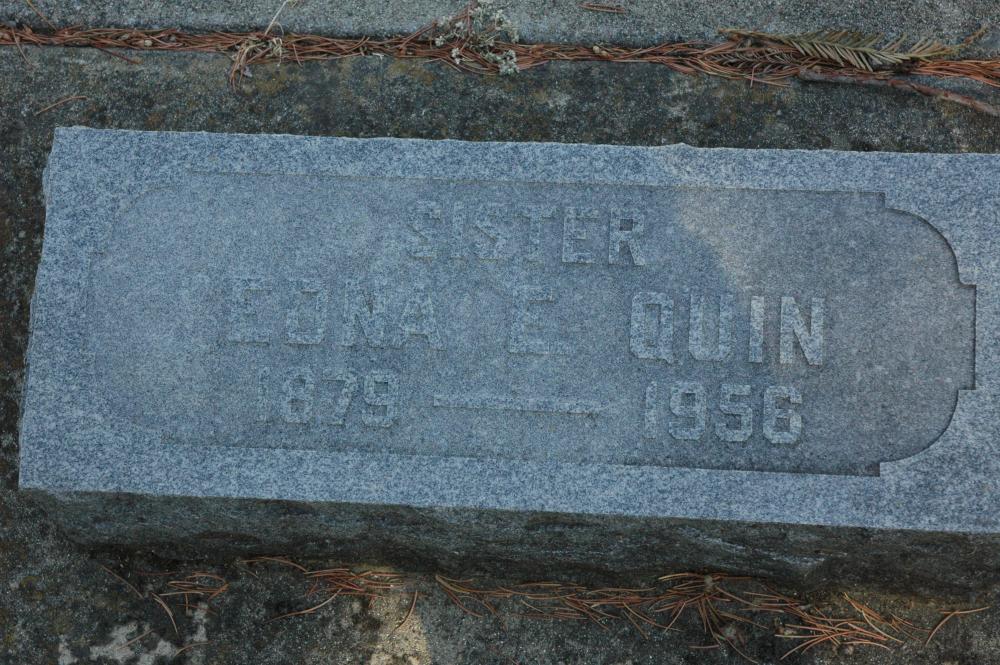 SISTER
EDNA E QUIN
1879 — 1956